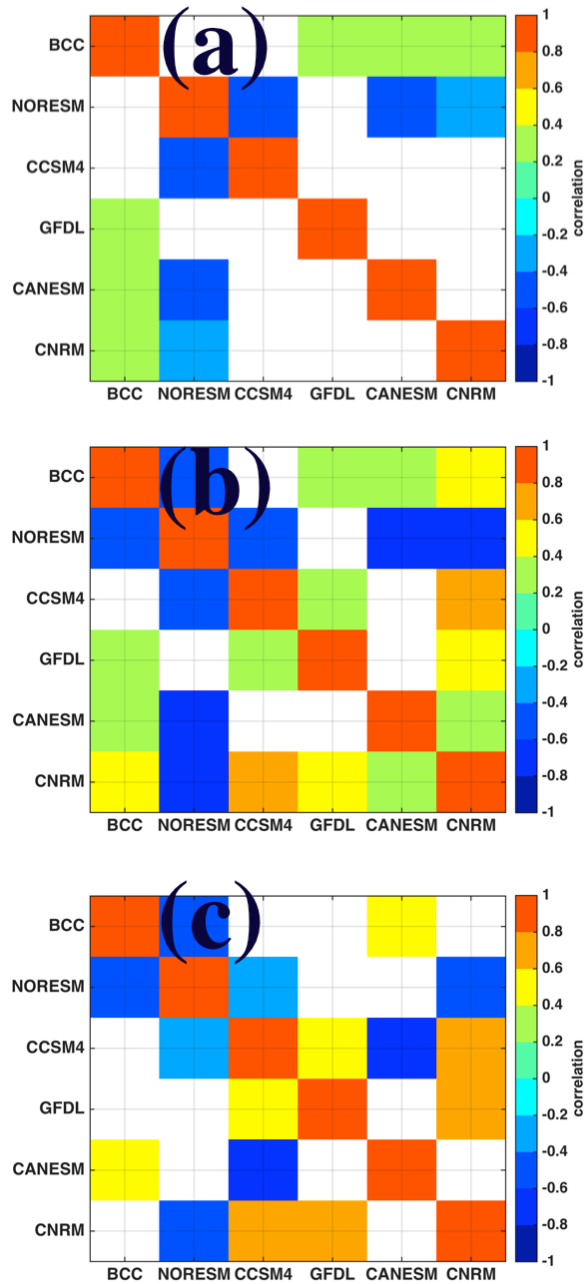 (a)
BCC
NORESM
CCSM4
GFDL
CANESM
CNRM
BCC NORESM CCSM4 GFDL CANESM CNRM
1
0.8
0.6
0.4
0.2
0
-0.2
-0.4
-0.6
-0.8
-1
correlation
(b)
BCC
NORESM
CCSM4
GFDL
CANESM
CNRM
BCC NORESM CCSM4 GFDL CANESM CNRM
1
0.8
0.6
0.4
0.2
0
-0.2
-0.4
-0.6
-0.8
-1
correlation
(c)
BCC
NORESM
CCSM4
GFDL
CANESM
CNRM
BCC NORESM CCSM4 GFDL CANESM CNRM
1
0.8
0.6
0.4
0.2
0
-0.2
-0.4
-0.6
-0.8
-1
correlation